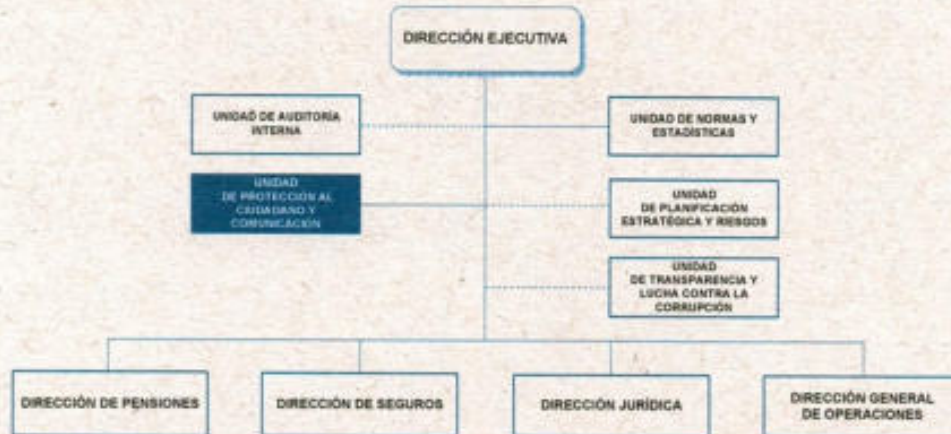 DIRECCIÓN EJECUTIVA
UNIDAD DE AUDITORÍA
INTERNA
UNIDAD DE NORMAS Y
ESTADÍSTICAS
UNIDAD
DE PROTECCIÓN AL
CIUDADANO Y
COMUNICACIÓN
UNIDAD
DE PLANIFICACIÓN
ESTRATÉGICA Y RIESGOS
UNIDAD
DE TRANSPARENCIA Y
LUCHA CONTRA LA
CORRUPCIÓN
DIRECCIÓN DE PENSIONES
DIRECCIÓN DE SEGUROS
DIRECCIÓN JURÍDICA
DIRECCIÓN GENERAL
DE OPERACIONES